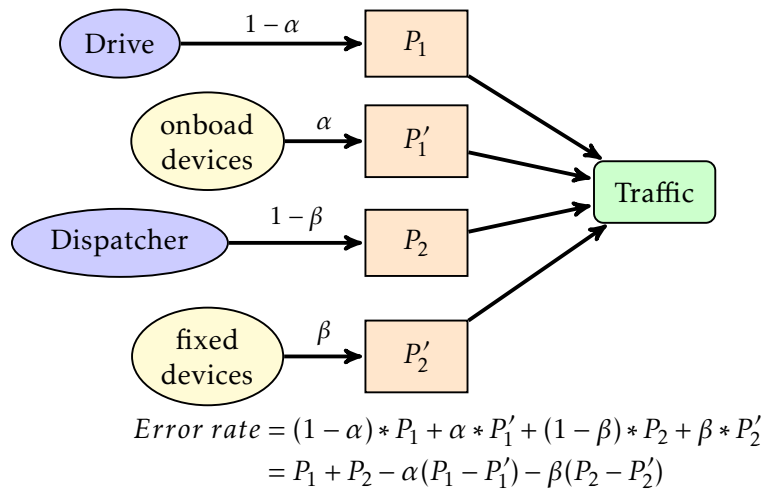 Drive
1 − α
P₁
onboad
devices
α
P₁′
Traffic
Dispatcher
1 − β
P₂
fixed
devices
β
P₂′
Error rate = (1 − α) ∗ P₁ + α ∗ P₁′ + (1 − β) ∗ P₂ + β ∗ P₂′
= P₁ + P₂ − α(P₁ − P₁′) − β(P₂ − P₂′)